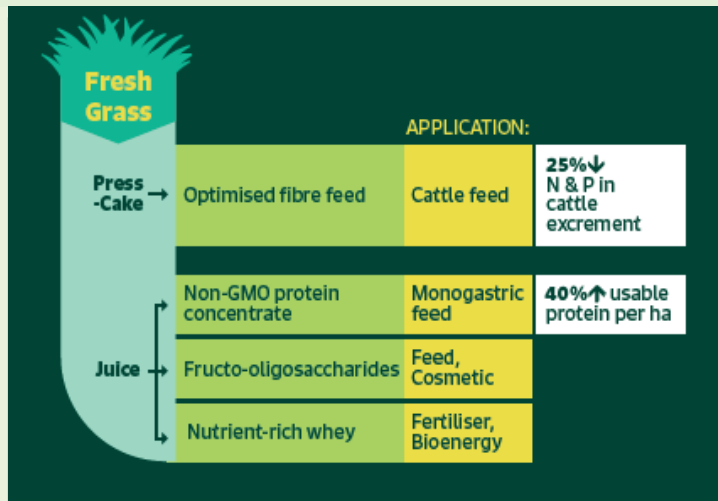 Fresh
Grass
APPLICATION:
Press
-Cake
Optimised fibre feed
Cattle feed
25%↓
N & P in
cattle
excrement
Juice
Non-GMO protein
concentrate
Monogastric
feed
40%↑ usable
protein per ha
Fructo-oligosaccharides
Feed,
Cosmetic
Nutrient-rich whey
Fertiliser,
Bioenergy